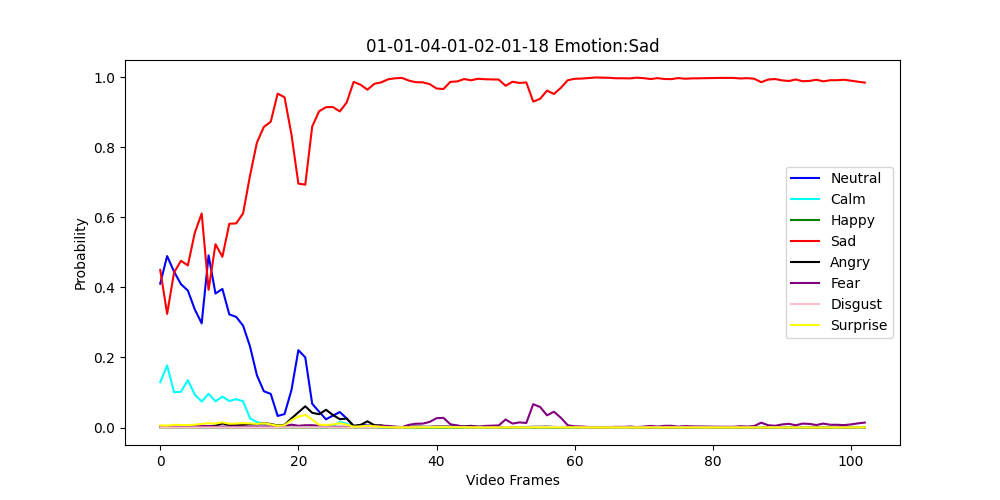 01-01-04-01-02-01-18 Emotion:Sad
1.0
0.8
0.6
0.4
0.2
0.0
Probability
0 20 40 60 80 100
Video Frames
Neutral
Calm
Happy
Sad
Angry
Fear
Disgust
Surprise